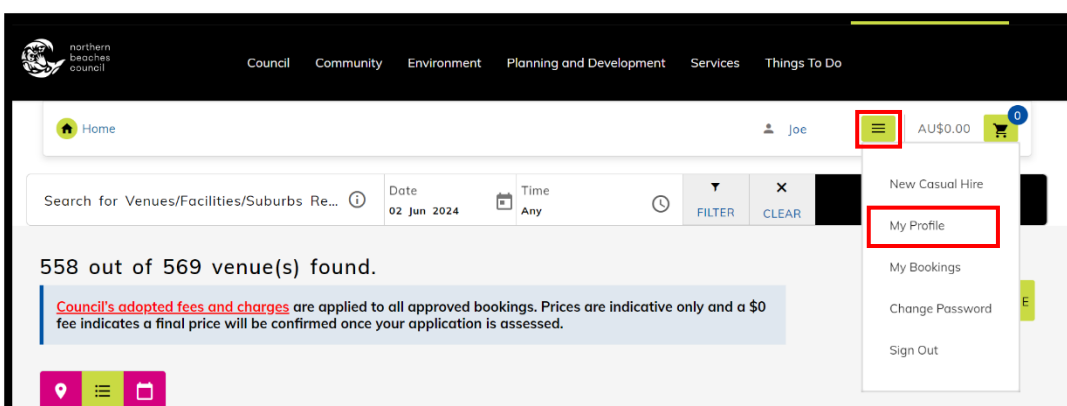 northern
beaches
council
Council Community Environment Planning and Development Services Things To Do
Home
Joe
AU$0.00
0
Search for Venues/Facilities/Suburbs Re...
Date
02 Jun 2024
Time
Any
FILTER
CLEAR
New Casual Hire
My Profile
My Bookings
Change Password
Sign Out
558 out of 569 venue(s) found.
Council's adopted fees and charges are applied to all approved bookings. Prices are indicative only and a $0
fee indicates a final price will be confirmed once your application is assessed.
E